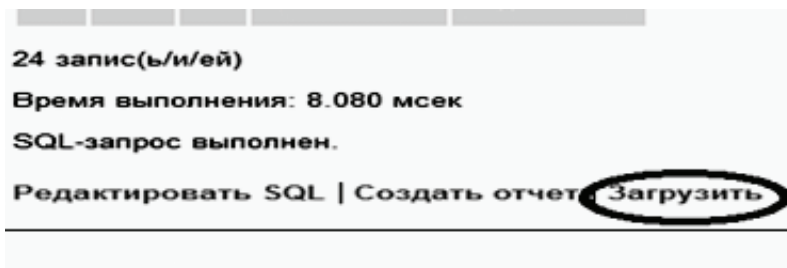 24 запис(ь/и/ей)
Время выполнения: 8.080 мсек
SQL-запрос выполнен.
Редактировать SQL | Создать отчет Загрузить